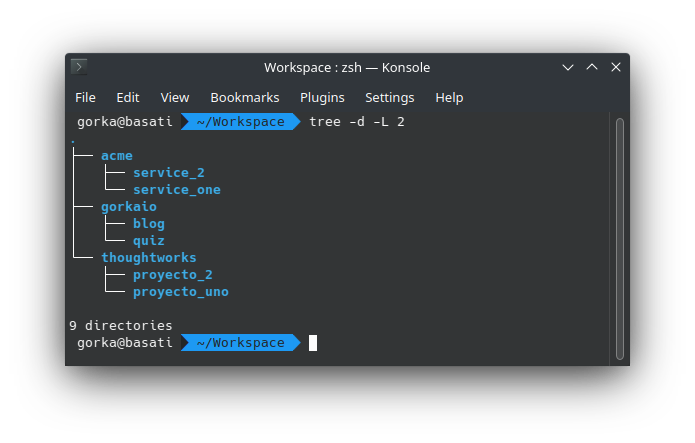 Workspace : zsh — Konsole
File Edit View Bookmarks Plugins Settings Help
gorka@basati ~/Workspace tree -d -L 2
.
├── acme
│   ├── service_2
│   └── service_one
├── gorkaio
│   ├── blog
│   └── quiz
└── thoughtworks
    ├── proyecto_2
    └── proyecto_uno
9 directories
gorka@basati ~/Workspace